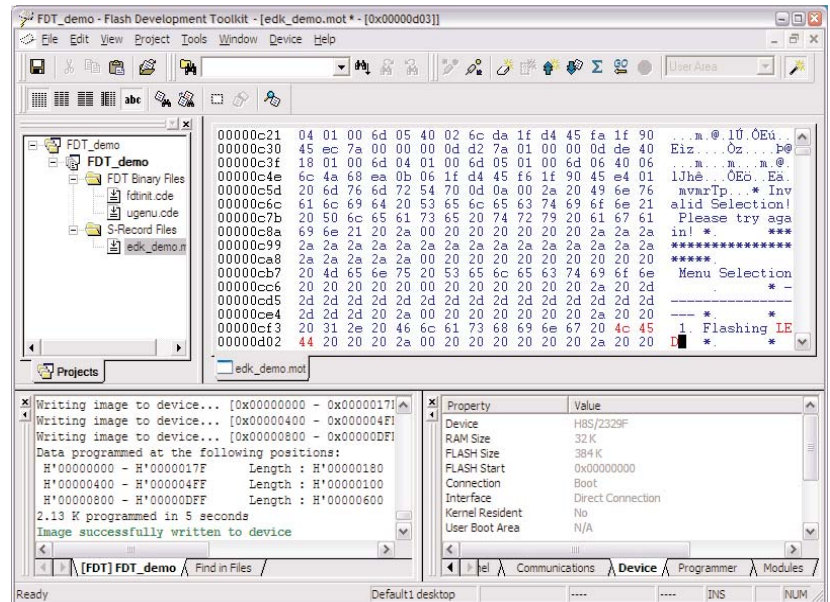 FDT_demo - Flash Development Toolkit - [edk_demo.mot * - [0x00000d03]]
File Edit View Project Tools Window Device Help
User Area
abc
FDT_demo
FDT_demo
FDT Binary Files
fdtinit.cde
ugenu.cde
S-Record Files
edk_demo.m
Projects
00000c21 04 01 00 6d 05 40 02 6c da 1f d4 45 fa 1f 90 ...m.@.lÚ.ÔEú..
00000c30 45 ec 7a 00 00 00 0d d2 7a 01 00 00 0d de 40 Eìz....Òz....Þ@
00000c3f 18 01 00 6d 04 01 00 6d 05 01 00 6d 06 40 06 ...m...m...m.@.
00000c4e 6c 4a 68 ea 0b 06 1f d4 45 f6 1f 90 45 e4 01 lJhê...ÔEö..Eä.
00000c5d 20 6d 76 6d 72 54 70 0d 0a 00 2a 20 49 6e 76 mvmrTp...* Inv
00000c6c 61 6c 69 64 20 53 65 6c 65 63 74 69 6f 6e 21 alid Selection!
00000c7b 20 50 6c 65 61 73 65 20 74 72 79 20 61 67 61 Please try aga
00000c8a 69 6e 21 20 2a 00 20 20 20 20 20 20 2a 2a 2a in! *. ***
00000c99 2a 2a 2a 2a 2a 2a 2a 2a 2a 2a 2a 2a 2a 2a 2a ***************
00000ca8 2a 2a 2a 2a 2a 00 20 20 20 20 20 20 20 20 20 *****.
00000cb7 20 4d 65 6e 75 20 53 65 6c 65 63 74 69 6f 6e Menu Selection
00000cc6 20 20 20 20 20 00 20 20 20 20 20 20 2a 20 2d . * -
00000cd5 2d 2d 2d 2d 2d 2d 2d 2d 2d 2d 2d 2d 2d 2d 2d ---------------
00000ce4 2d 2d 2d 20 2a 00 20 20 20 20 20 20 2a 20 20 --- *. *
00000cf3 20 31 2e 20 46 6c 61 73 68 69 6e 67 20 4c 45 1. Flashing LE
00000d02 44 20 20 20 2a 00 20 20 20 20 20 20 2a 20 20 D *. *
edk_demo.mot
Writing image to device... [0x00000000 - 0x0000017F
Writing image to device... [0x00000400 - 0x000004FF
Writing image to device... [0x00000800 - 0x00000DFF
Data programmed at the following positions:
H'00000000 - H'0000017F Length : H'00000180
H'00000400 - H'000004FF Length : H'00000100
H'00000800 - H'00000DFF Length : H'00000600
2.13 K programmed in 5 seconds
Image successfully written to device
[FDT] FDT_demo Find in Files
Property Value
Device H8S/2329F
RAM Size 32 K
FLASH Size 384 K
FLASH Start 0x00000000
Connection Boot
Interface Direct Connection
Kernel Resident No
User Boot Area N/A
nel Communications Device Programmer Modules
Ready Default1 desktop ---- ---- INS NUM